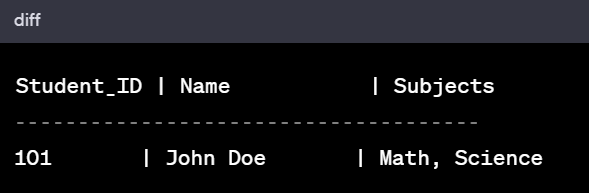 diff
Student_ID | Name | Subjects
-------------------------------------
101 | John Doe | Math, Science